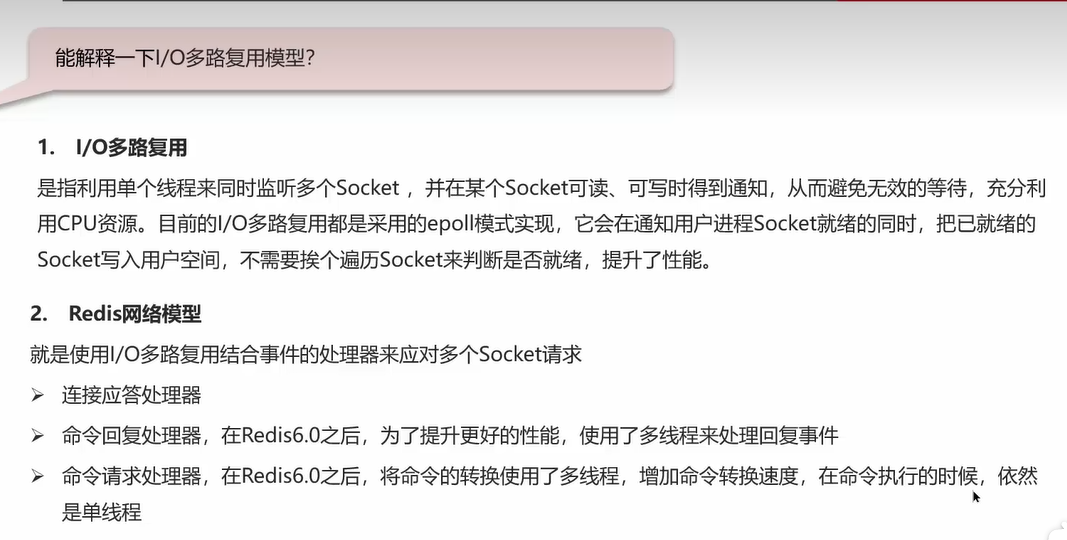 能解释一下I/O多路复用模型？
1. I/O多路复用
是指利用单个线程来同时监听多个Socket ，并在某个Socket可读、可写时得到通知，从而避免无效的等待，充分利
用CPU资源。目前的I/O多路复用都是采用的epoll模式实现，它会在通知用户进程Socket就绪的同时，把已就绪的
Socket写入用户空间，不需要挨个遍历Socket来判断是否就绪，提升了性能。
2. Redis网络模型
就是使用I/O多路复用结合事件的处理器来应对多个Socket请求
➢ 连接应答处理器
➢ 命令回复处理器，在Redis6.0之后，为了提升更好的性能，使用了多线程来处理回复事件
➢ 命令请求处理器，在Redis6.0之后，将命令的转换使用了多线程，增加命令转换速度，在命令执行的时候，依然
是单线程